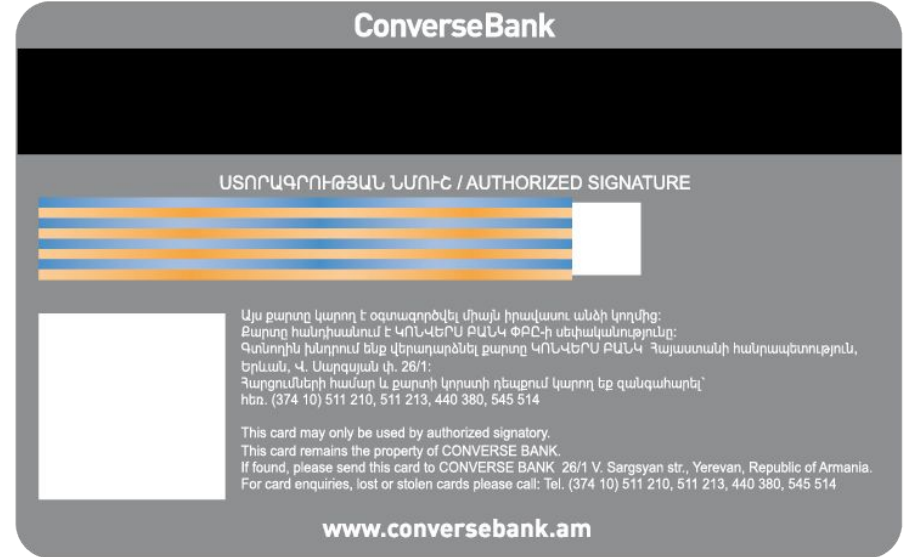 ConverseBank
ՍՏՈՐԱԳՐՈՒԹՅԱՆ ՆՄՈՒՇ / AUTHORIZED SIGNATURE
Այս քարտը կարող է օգտագործվել միայն իրավասու անձի կողմից:
Քարտը հանդիսանում է ԿՈՆՎԵՐՍ ԲԱՆԿ ՓԲԸ-ի սեփականությունը:
Գտնողին խնդրում ենք վերադարձնել քարտը ԿՈՆՎԵՐՍ ԲԱՆԿ Հայաստանի հանրապետություն,
Երևան, Վ. Սարգսյան փ. 26/1:
Հարցումների համար և քարտի կորստի դեպքում կարող եք զանգահարել`
հեռ. (374 10) 511 210, 511 213, 440 380, 545 514
This card may only be used by authorized signatory.
This card remains the property of CONVERSE BANK.
If found, please send this card to CONVERSE BANK 26/1 V. Sargsyan str., Yerevan, Republic of Armania.
For card enquiries, lost or stolen cards please call: Tel. (374 10) 511 210, 511 213, 440 380, 545 514
www.conversebank.am